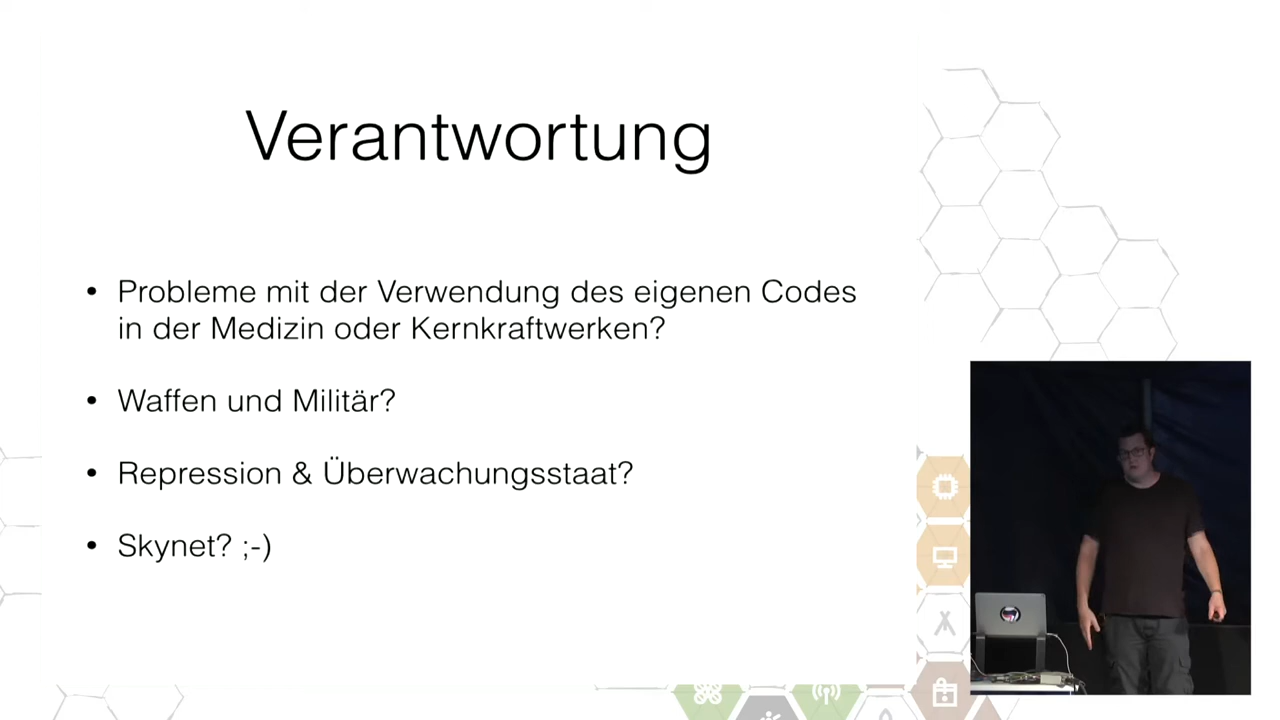 Verantwortung
• Probleme mit der Verwendung des eigenen Codes
in der Medizin oder Kernkraftwerken?
• Waffen und Militär?
• Repression & Überwachungsstaat?
• Skynet? ;-)